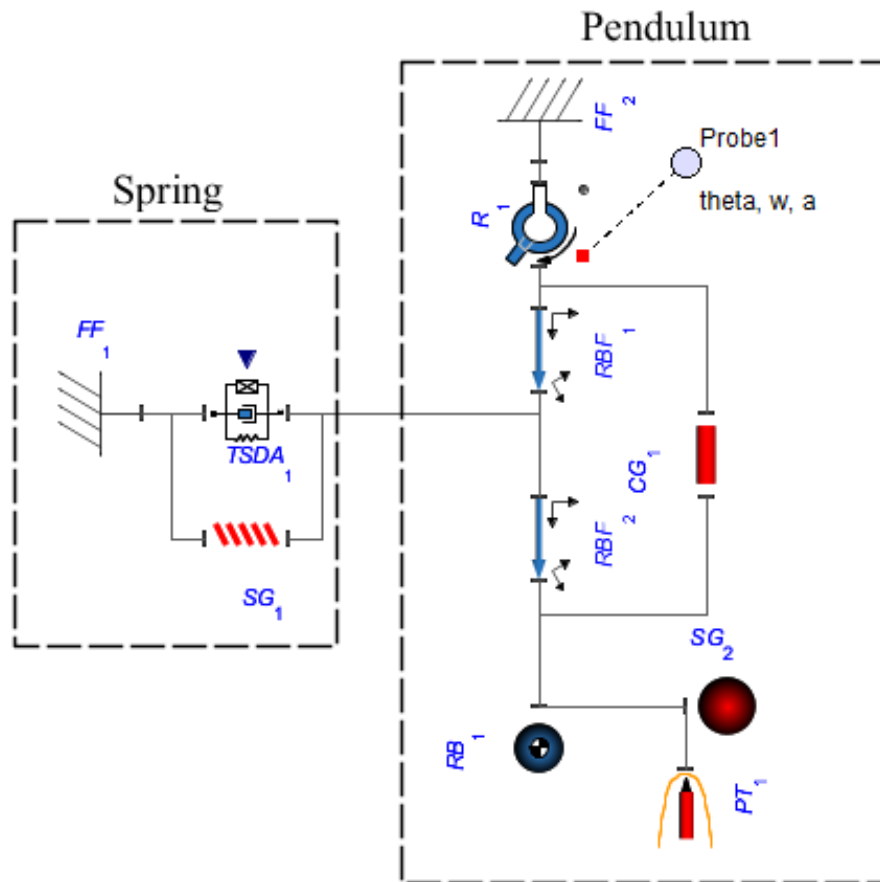 Pendulum
FF2
Probe1
Spring
R1
theta, w, a
FF1
RBF1
TSDA1
CG1
RBF2
SG1
SG2
RB1
PT1